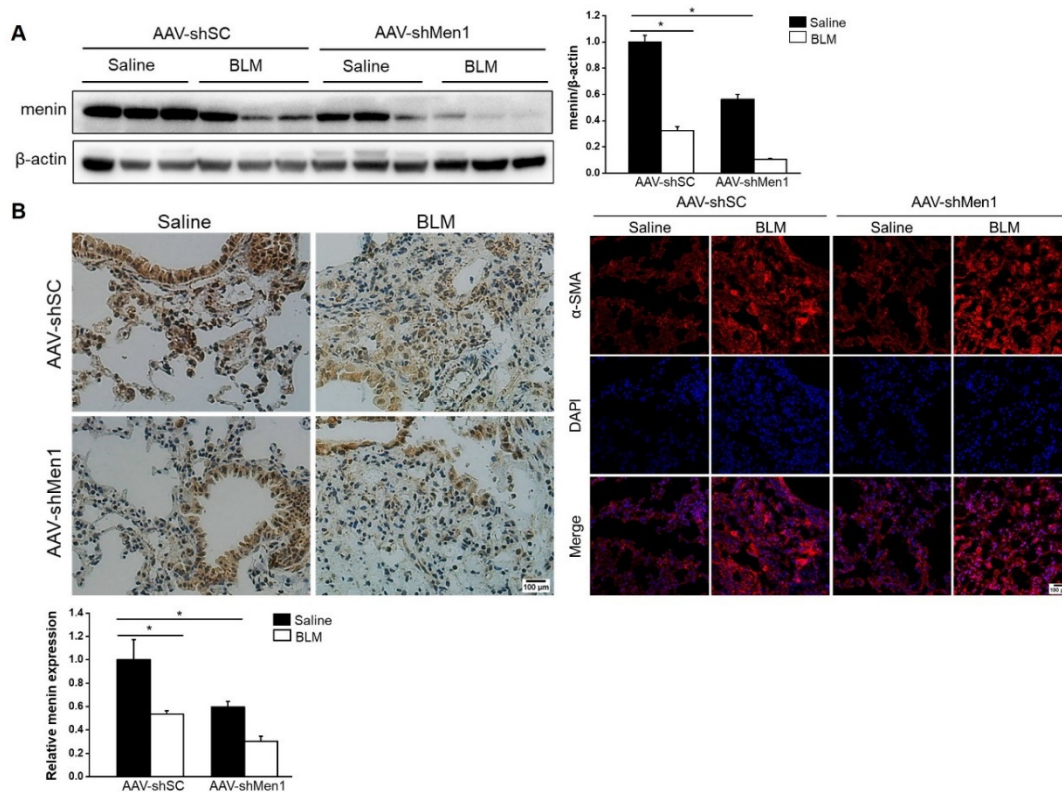 A
AAV-shSC
AAV-shMen1
Saline
BLM
Saline
BLM
menin
β-actin
*
*
Saline
BLM
menin/β-actin
1.2
1.0
0.8
0.6
0.4
0.2
0.0
AAV-shSC
AAV-shMen1
B
Saline
BLM
AAV-shSC
AAV-shMen1
100 μm
AAV-shSC
AAV-shMen1
Saline
BLM
Saline
BLM
α-SMA
DAPI
Merge
100 μm
*
*
Saline
BLM
Relative menin expression
1.4
1.2
1.0
0.8
0.6
0.4
0.2
0.0
AAV-shSC
AAV-shMen1